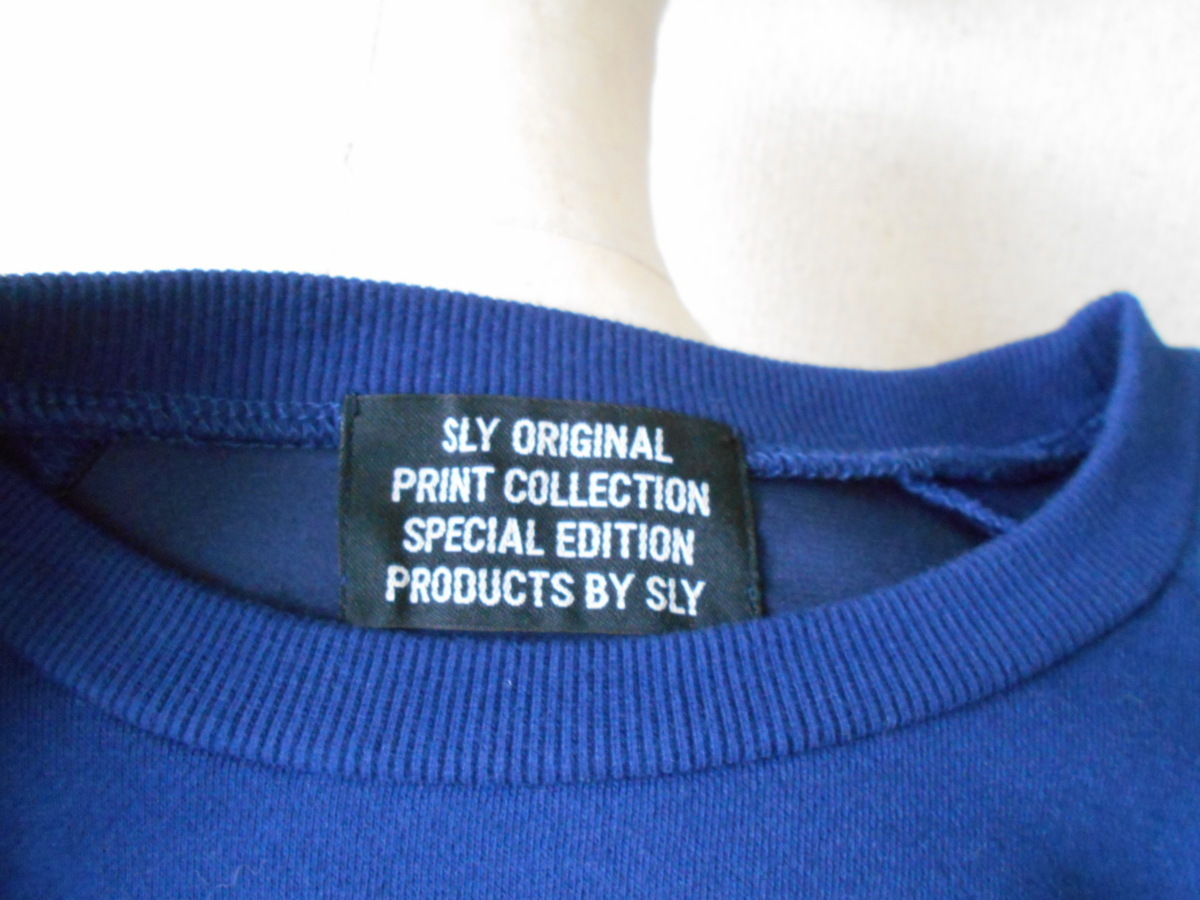 SLY ORIGINAL
PRINT COLLECTION
SPECIAL EDITION
PRODUCTS BY SLY